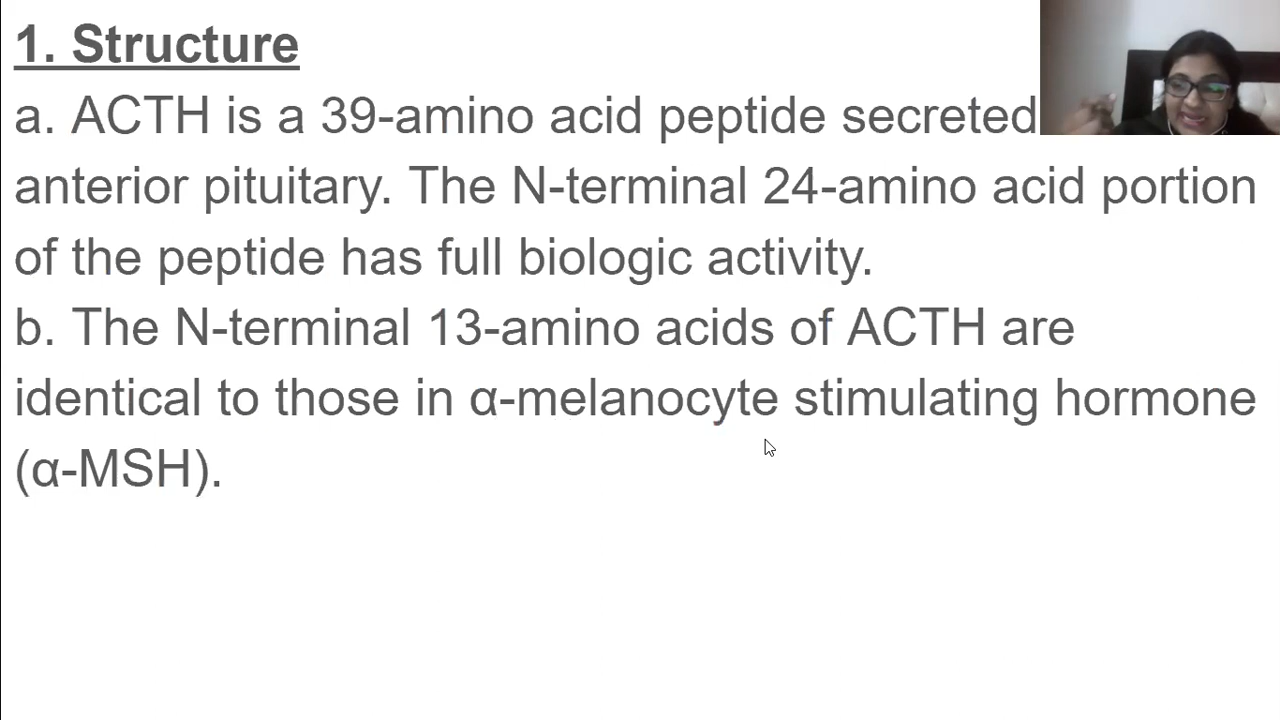 1. Structure
a. ACTH is a 39-amino acid peptide secreted
anterior pituitary. The N-terminal 24-amino acid portion
of the peptide has full biologic activity.
b. The N-terminal 13-amino acids of ACTH are
identical to those in α-melanocyte stimulating hormone
(α-MSH).